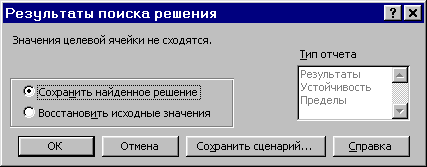 Результаты поиска решения
Значения целевой ячейки не сходятся.
Тип отчета
Результаты
Устойчивость
Пределы
Сохранить найденное решение
Восстановить исходные значения
OK
Отмена
Сохранить сценарий...
Справка